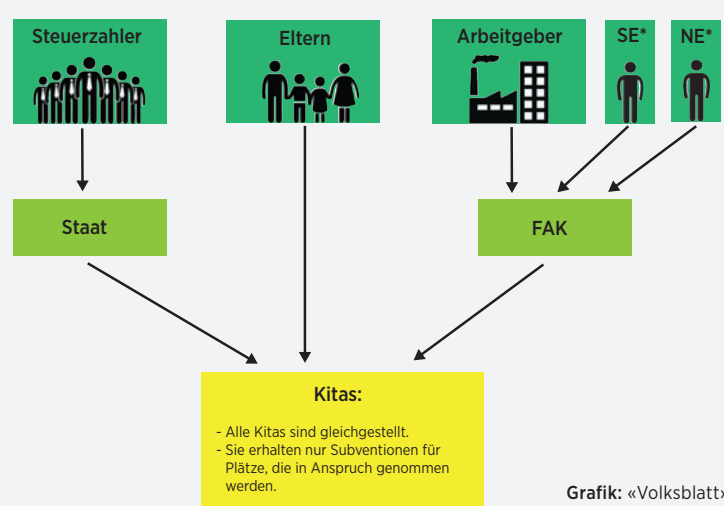 Steuerzahler
Eltern
Arbeitgeber
SE*
NE*
Staat
FAK
Kitas:
- Alle Kitas sind gleichgestellt.
- Sie erhalten nur Subventionen für
Plätze, die in Anspruch genommen
werden.
Grafik: «Volksblatt»